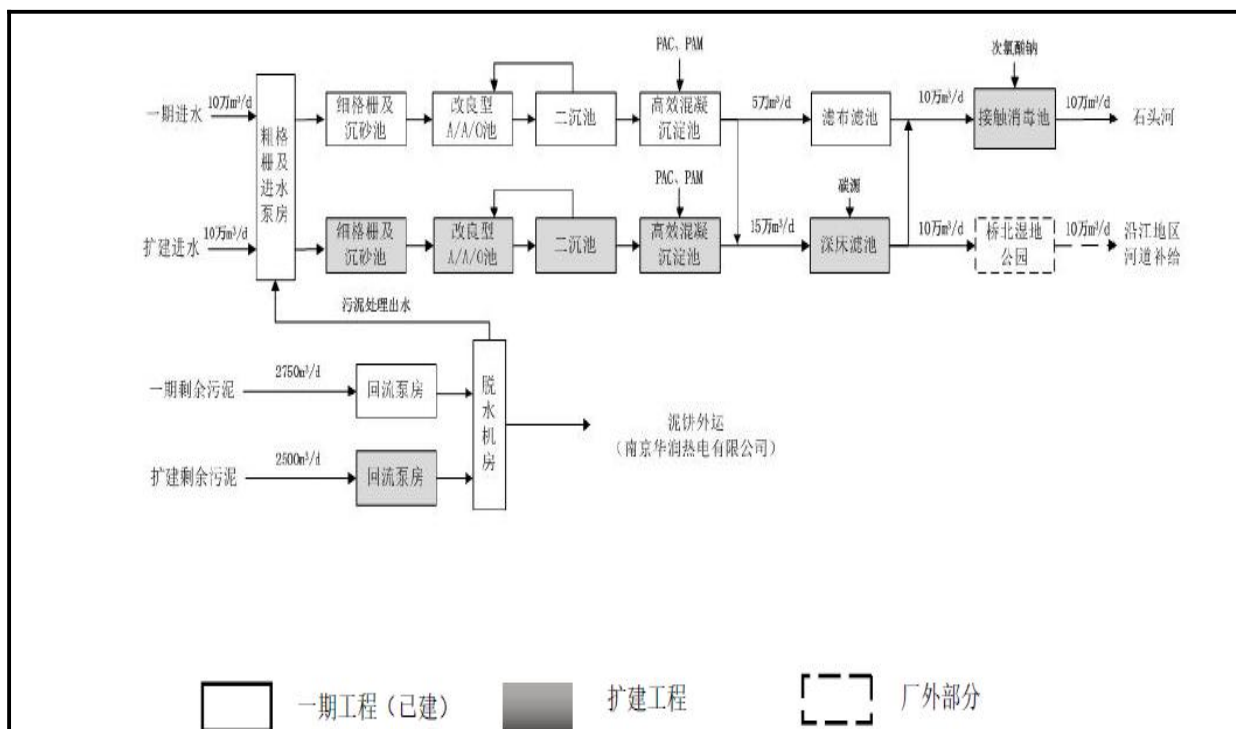 PAC、PAM
次氯酸钠
一期进水
10万m³/d
粗格
栅及
进水
泵房
细格栅及
沉砂池
改良型
A/A/O池
二沉池
高效混凝
沉淀池
5万m³/d
滤布滤池
10万m³/d
接触消毒池
10万m³/d
石头河
PAC、PAM
碳源
扩建进水
10万m³/d
细格栅及
沉砂池
改良型
A/A/O池
二沉池
高效混凝
沉淀池
15万m³/d
深床滤池
10万m³/d
桥北湿地
公园
10万m³/d
沿江地区
河道补给
污泥处理出水
一期剩余污泥
2750m³/d
回流泵房
脱
水
机
房
泥饼外运
（南京华润热电有限公司）
扩建剩余污泥
2500m³/d
回流泵房
一期工程（已建）
扩建工程
厂外部分